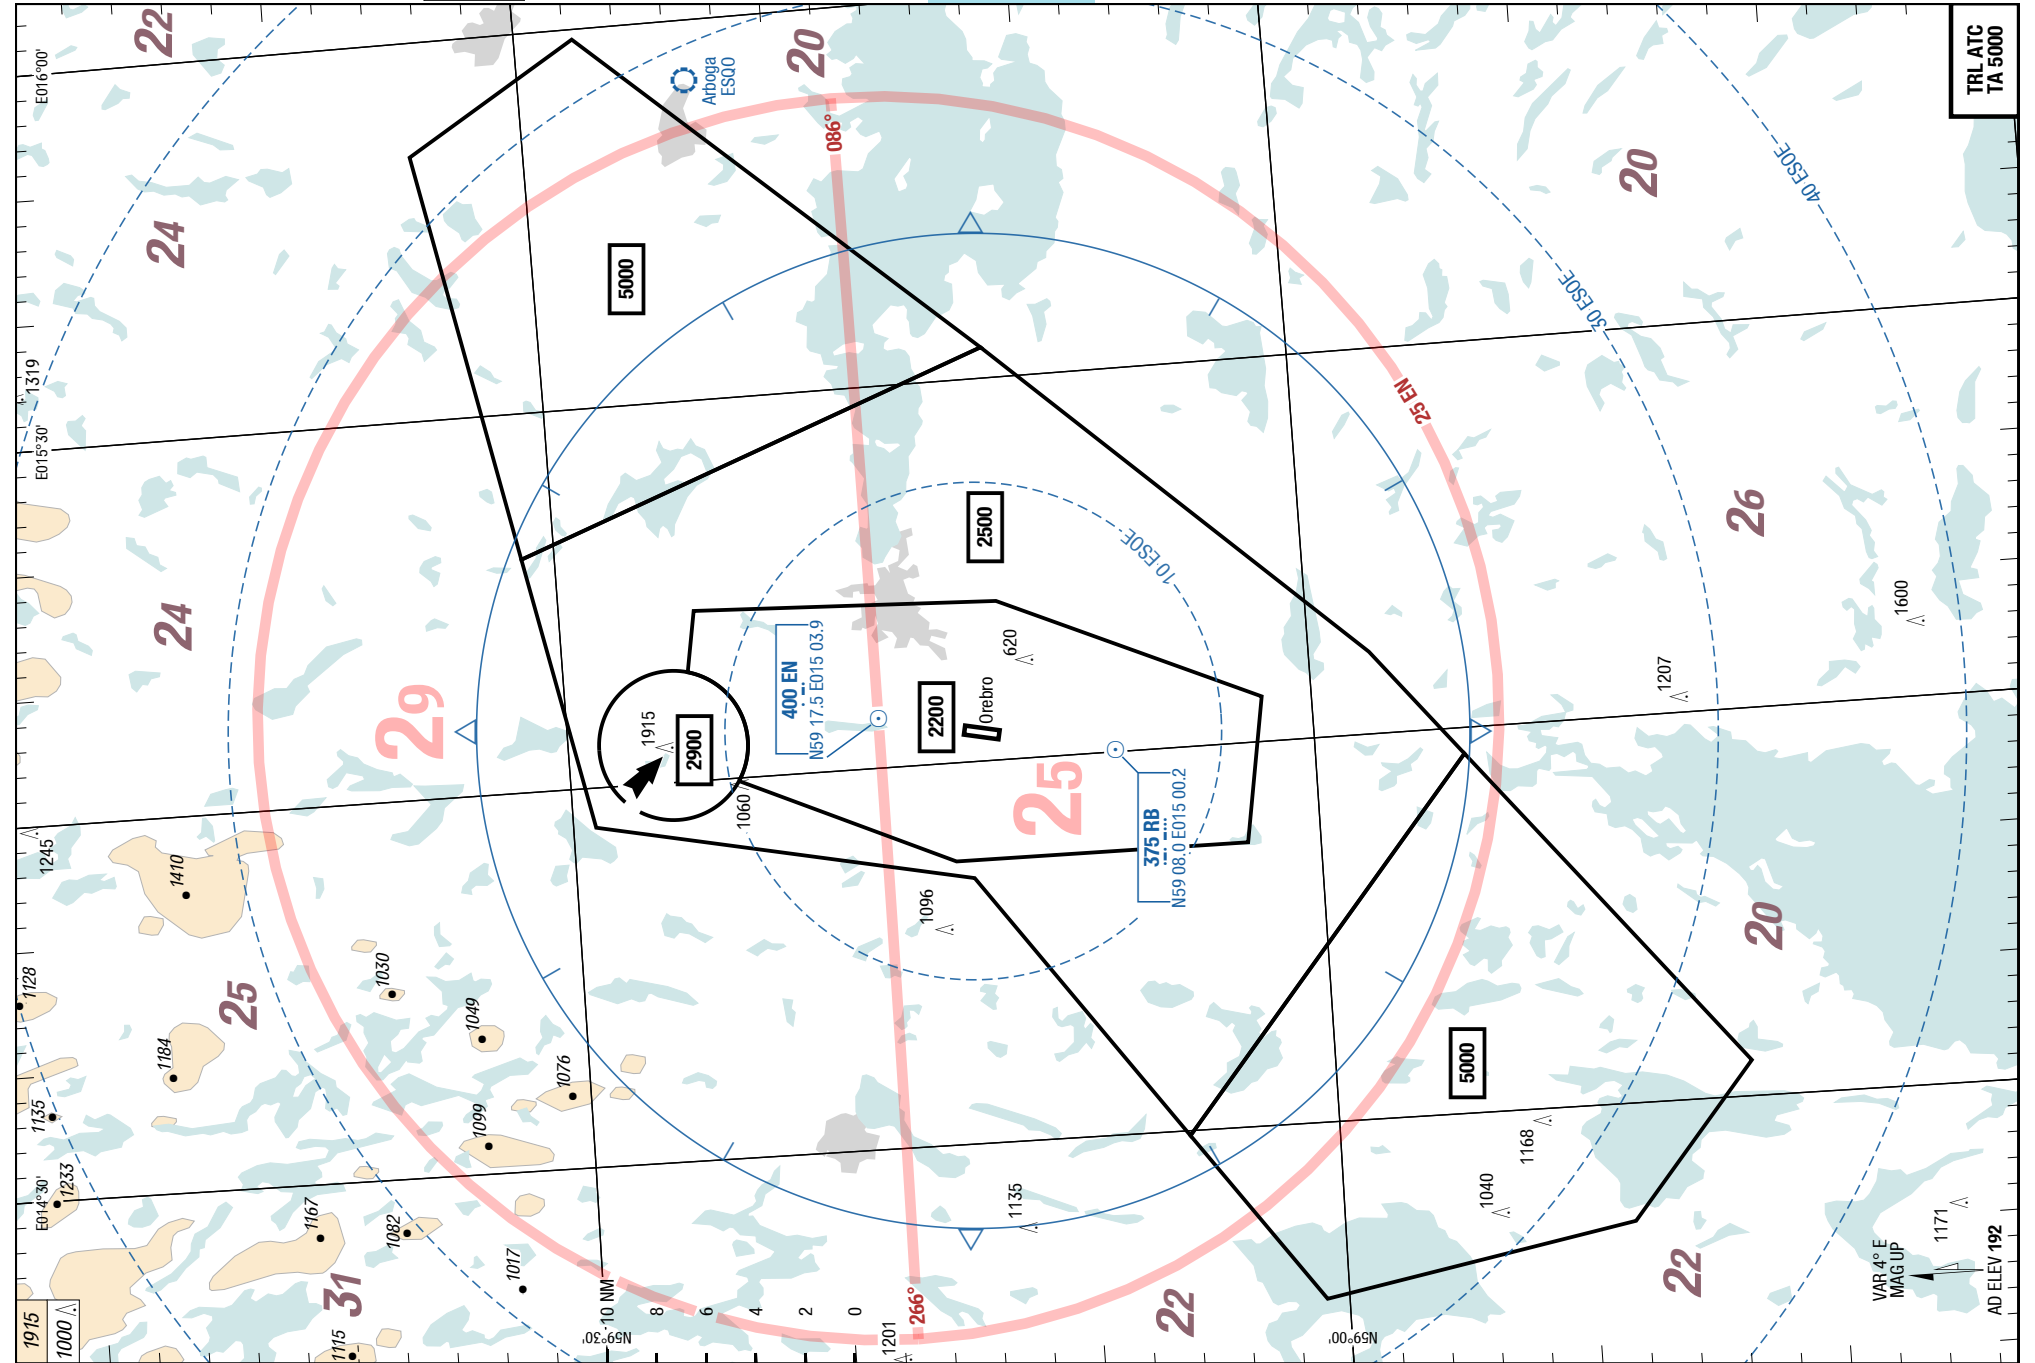 E016°00'
22
20
Arboga
ESQO
TRL ATC
TA 5000
086°
24
20
40 ESOE
5000
30 ESOE
1319
E015°30'
25 EN
26
2500
10 ESOE
24
1600
620
400 EN
N59 17.5 E015 03.9
1207
29
1915
2900
2200
Örebro
1060
25
375 RB
N59 08.0 E015 00.2
1245
1410
1096
20
1128
25
1030
1049
1184
1076
5000
1135
1099
1168
E014°30'
1233
1167
1082
1135
1040
1171
22
22
VAR 4° E
MAG UP
AD ELEV 192
1017
31
266°
1915
1000
1115
N59°30'
10 NM
8
6
4
2
0
1201
N59°00'